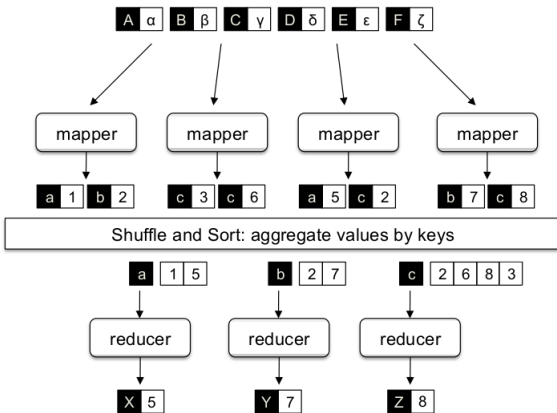 A α B β C γ D δ E ε F ζ
mapper mapper mapper mapper
a 1 b 2 c 3 c 6 a 5 c 2 b 7 c 8
Shuffle and Sort: aggregate values by keys
a 1 5 b 2 7 c 2 6 8 3
reducer reducer reducer
X 5 Y 7 Z 8